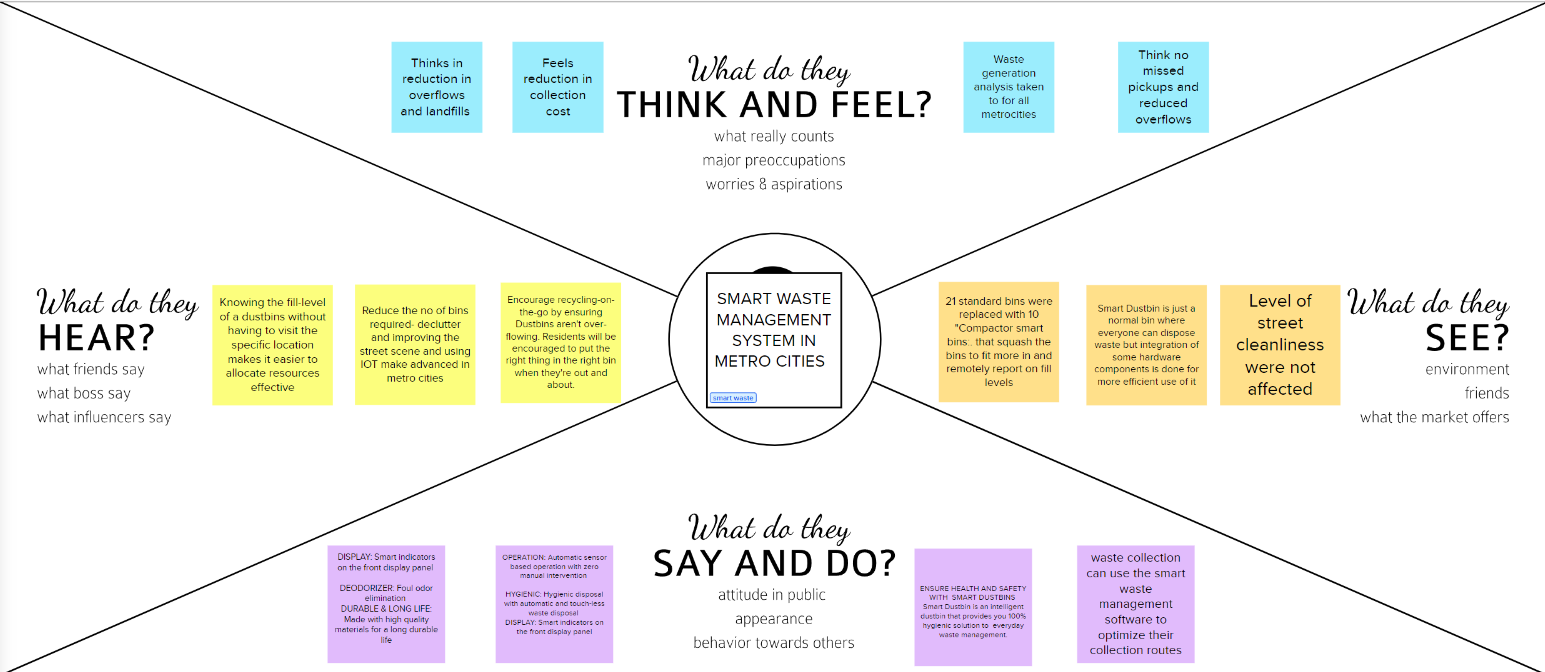 Thinks in
reduction in
overflows
and landfills
Feels
reduction in
collection
cost
What do they
THINK AND FEEL?
what really counts
major preoccupations
worries & aspirations
Waste
generation
analysis taken
to for all
metrocities
Think no
missed
pickups and
reduced
overflows
What do they
HEAR?
what friends say
what boss say
what influencers say
Knowing the fill-level
of a dustbins without
having to visit the
specific location
makes it easier to
allocate resources
effective
Reduce the no of bins
required- declutter
and improving the
street scene and using
IOT make advanced in
metro cities
Encourage recycling-on-
the-go by ensuring
Dustbins aren't over-
flowing. Residents will be
encouraged to put the
right thing in the right bin
when they're out and
about.
SMART WASTE
MANAGEMENT
SYSTEM IN
METRO CITIES
smart waste
21 standard bins were
replaced with 10
"Compactor smart
bins:. that squash the
bins to fit more in and
remotely report on fill
levels
Smart Dustbin is just a
normal bin where
everyone can dispose
waste but integration of
some hardware
components is done for
more efficient use of it
Level of
street
cleanliness
were not
affected
What do they
SEE?
environment
friends
what the market offers
DISPLAY: Smart indicators
on the front display panel
DEODORIZER: Foul odor
elimination
DURABLE & LONG LIFE:
Made with high quality
materials for a long durable
life
OPERATION: Automatic sensor
based operation with zero
manual intervention
HYGIENIC: Hygienic disposal
with automatic and touch-less
waste disposal
DISPLAY: Smart indicators on
the front display panel
What do they
SAY AND DO?
attitude in public
appearance
behavior towards others
ENSURE HEALTH AND SAFETY
WITH SMART DUSTBINS
Smart Dustbin is an intelligent
dustbin that provides you 100%
hygienic solution to everyday
waste management.
waste collection
can use the smart
waste
management
software to
optimize their
collection routes